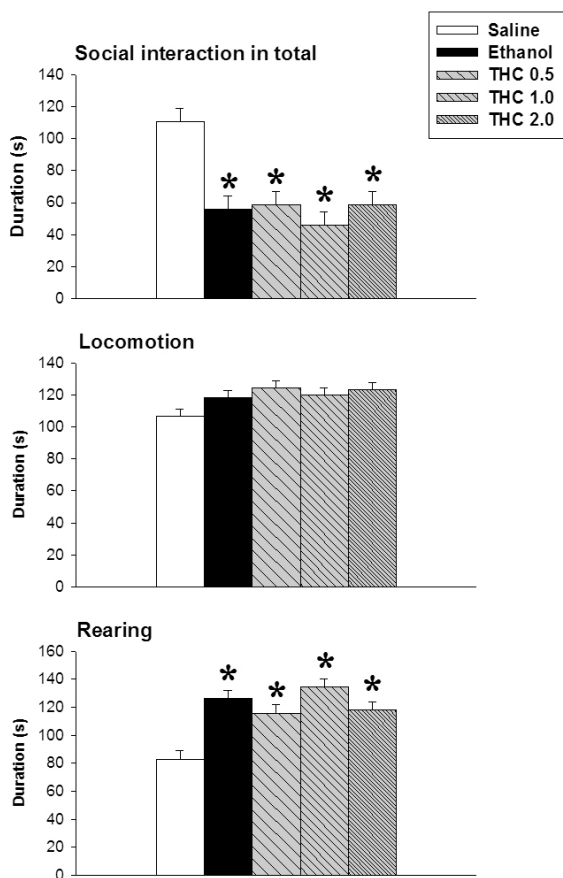 Saline
Ethanol
THC 0.5
THC 1.0
THC 2.0
Social interaction in total
Duration (s)
140
120
100
80
60
40
20
0
* * * *
Locomotion
Duration (s)
140
120
100
80
60
40
20
0
Rearing
Duration (s)
160
140
120
100
80
60
40
20
0
* * * *